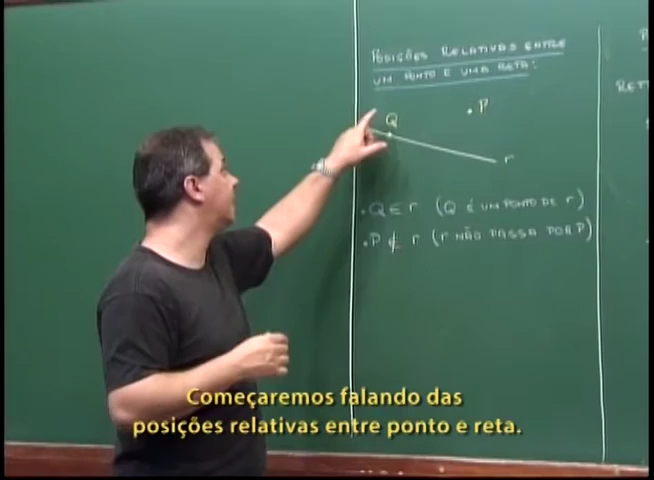 POSIÇÕES RELATIVAS ENTRE
UM PONTO E UMA RETA:
Q
P
r
• Q ∈ r (Q É UM PONTO DE r)
• P ∉ r (r NÃO PASSA POR P)
Começaremos falando das
posições relativas entre ponto e reta.